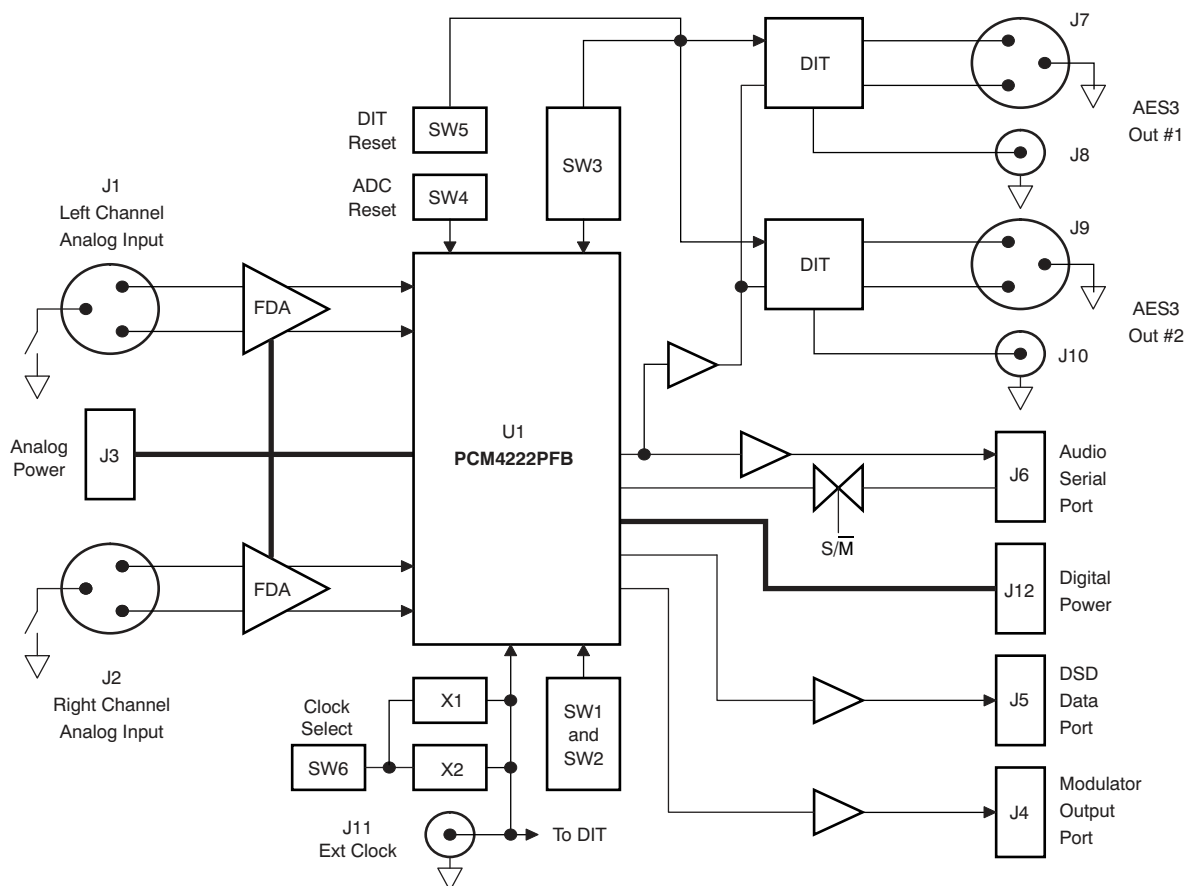 J7
DIT
AES3
Out #1
J8
DIT
Reset
SW5
SW3
ADC
Reset
SW4
J1
Left Channel
Analog Input
FDA
J9
DIT
AES3
Out #2
J10
U1
PCM4222PFB
Analog
Power
J3
J6
Audio
Serial
Port
S/M̅
J12
Digital
Power
FDA
J2
Right Channel
Analog Input
Clock
Select
SW6
X1
X2
SW1
and
SW2
J5
DSD
Data
Port
J4
Modulator
Output
Port
J11
Ext Clock
To DIT